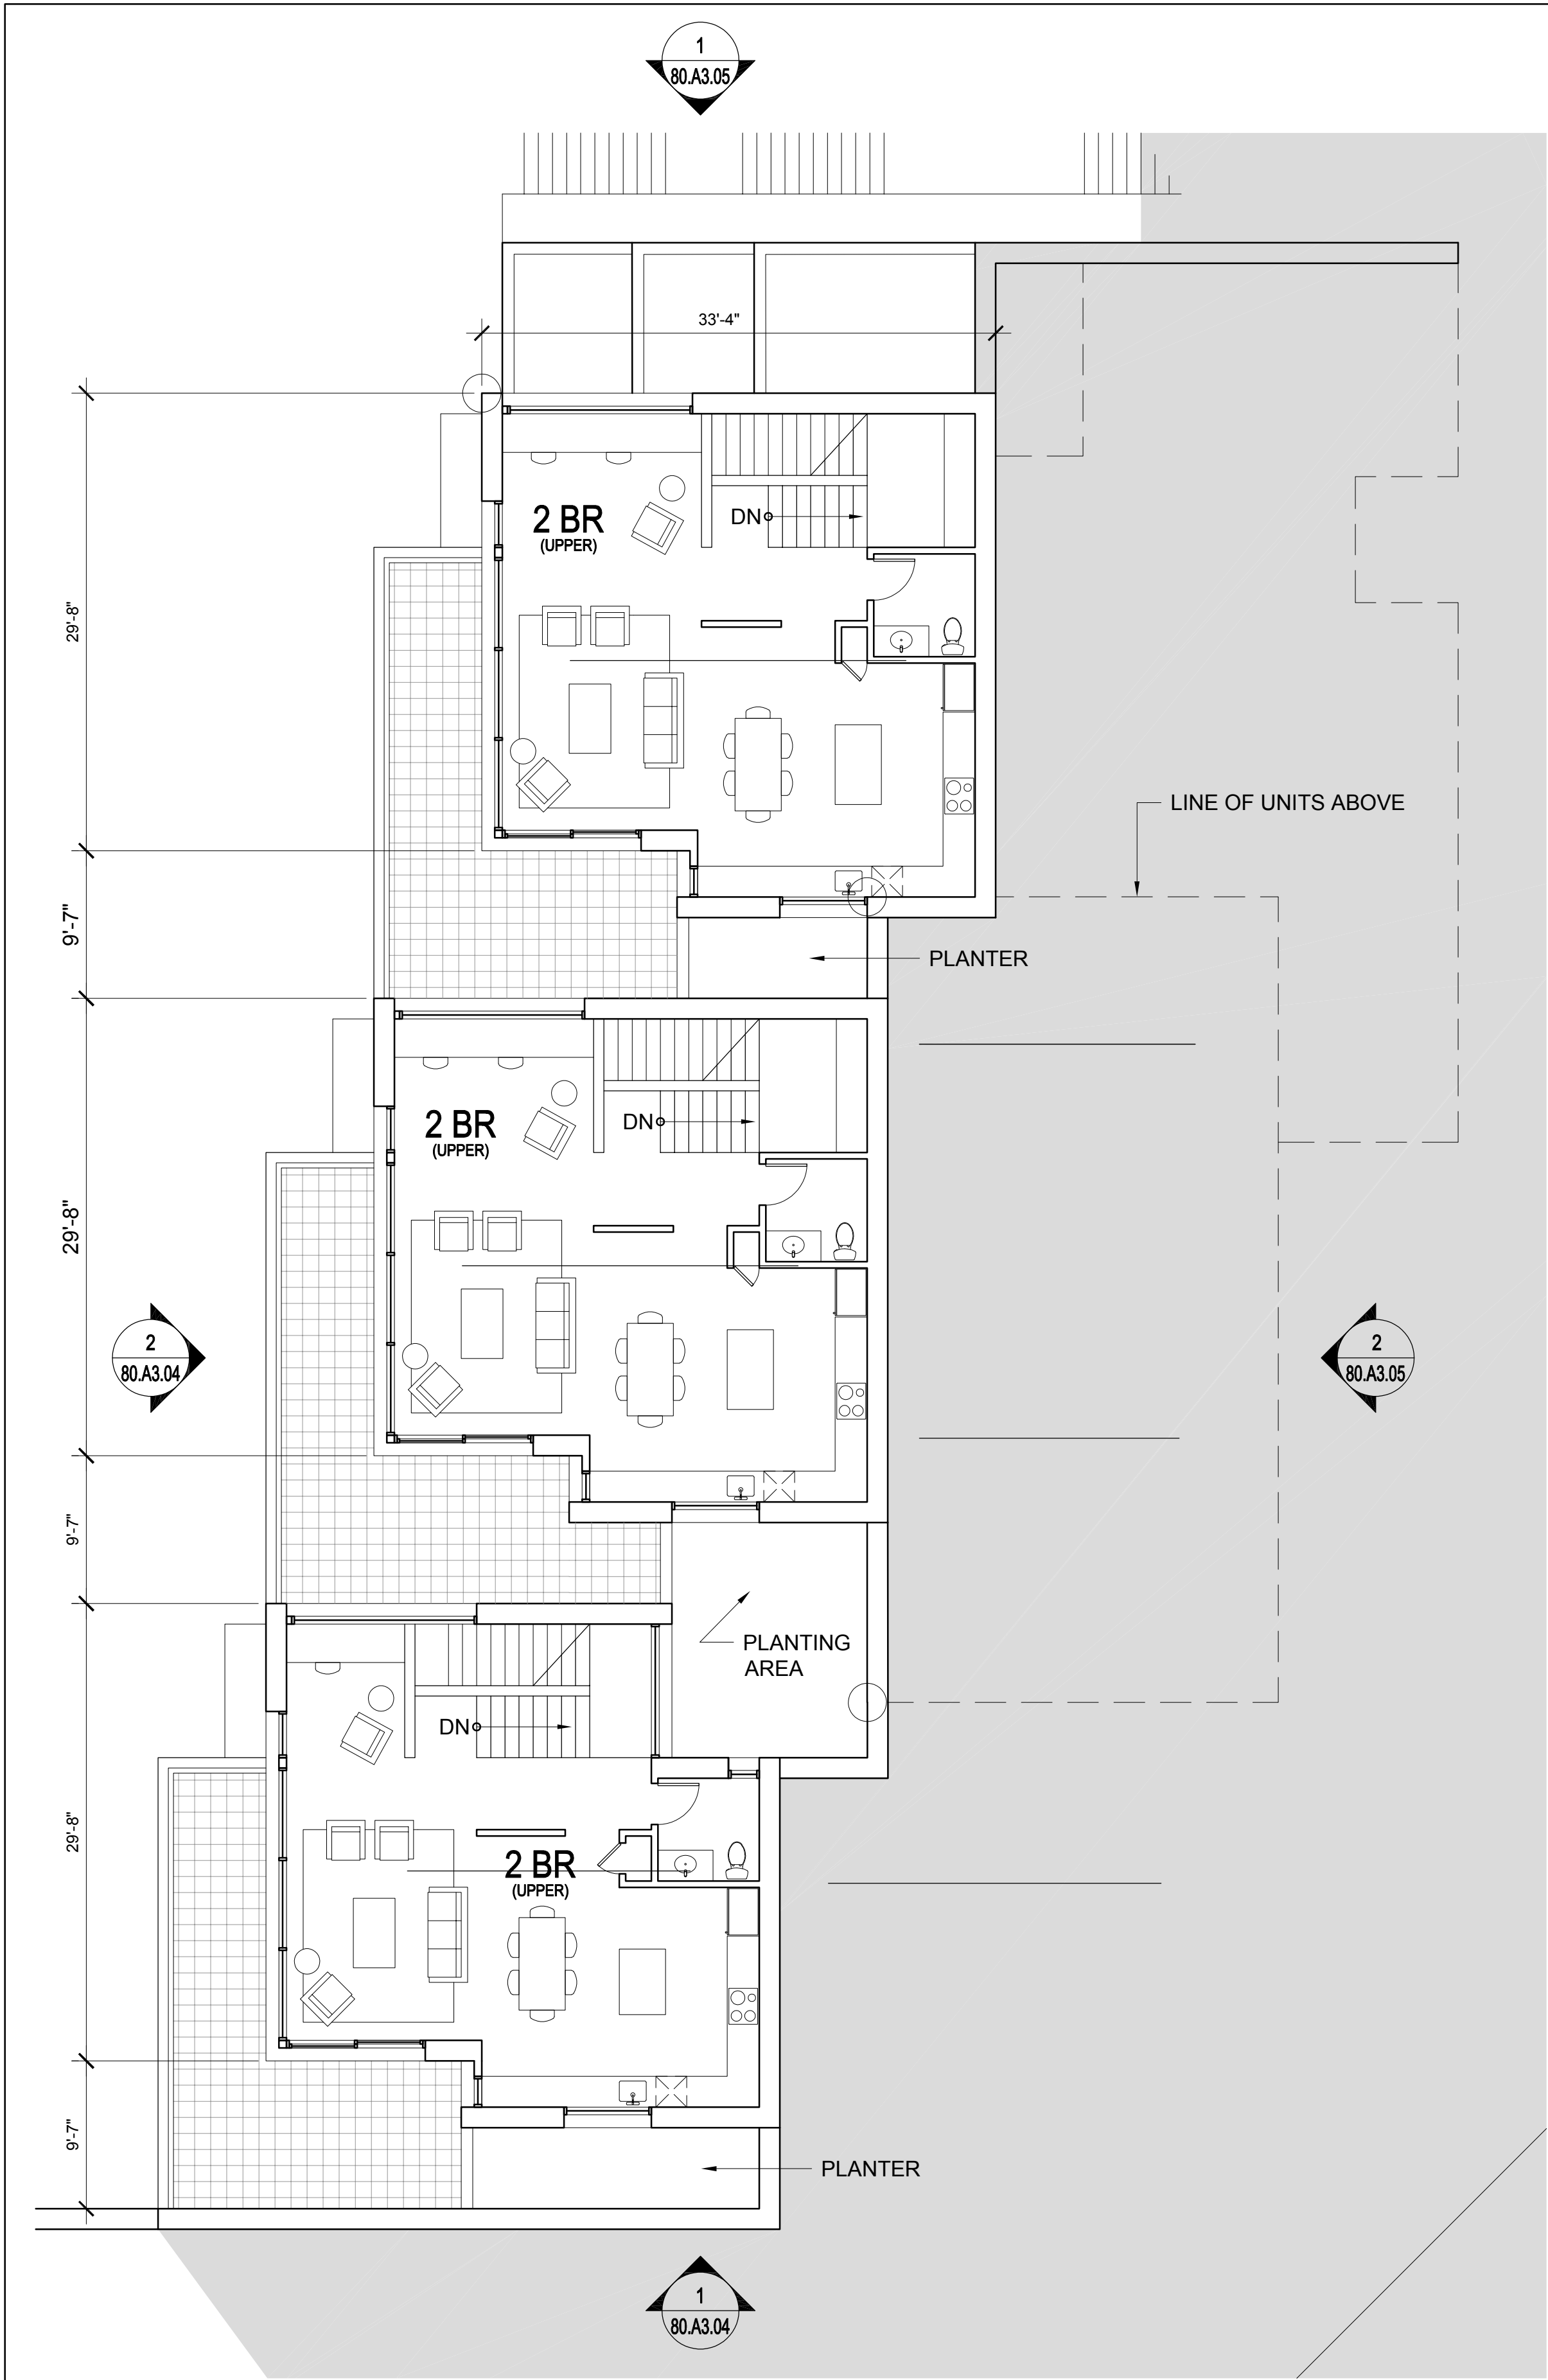 1
80.A3.05
33'-4"
29'-8"
2 BR
(UPPER)
DN
LINE OF UNITS ABOVE
9'-7"
PLANTER
2 BR
(UPPER)
DN
29'-8"
2
80.A3.04
2
80.A3.05
9'-7"
PLANTING
AREA
DN
29'-8"
2 BR
(UPPER)
9'-7"
PLANTER
1
80.A3.04